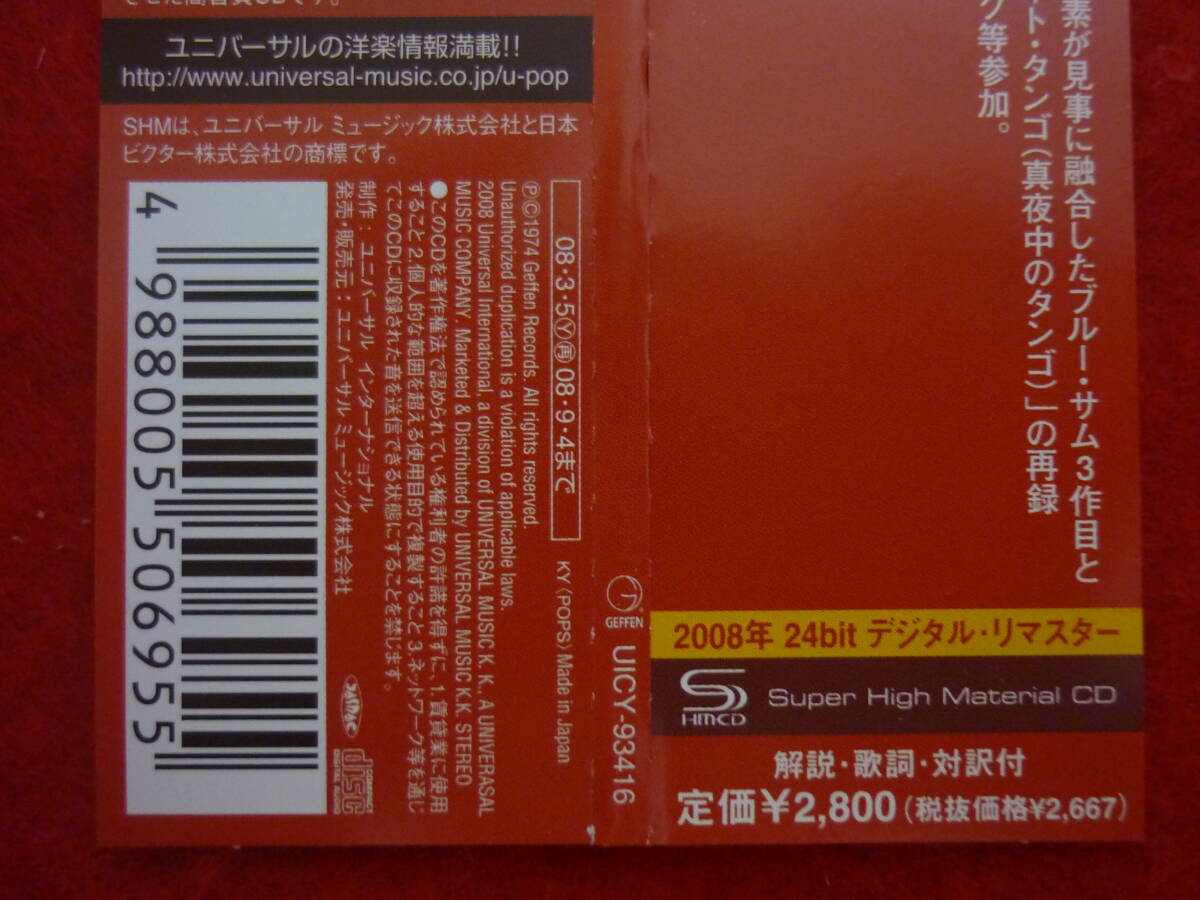 ユニバーサルの洋楽情報満載!!
http://www.universal-music.co.jp/u-pop
SHMは、ユニバーサル ミュージック株式会社と日本
ビクター株式会社の商標です。
08・3・5Ⓨ㊢08・9・4まで
KY〈POPS〉Made in Japan
ⓅⒸ1974 Geffen Records. All rights reserved.
Unauthorized duplication is a violation of applicable laws.
2008 Universal International, a division of UNIVERSAL MUSIC K. K., A UNIVERASAL
MUSIC COMPANY. Marketed & Distributed by UNIVERSAL MUSIC K.K. STEREO
●このCDを著作権法で認められている権利者の許諾を得ずに、1.賃貸業に使用
すること 2.個人的な範囲を超える使用目的で複製すること 3.ネットワーク等を通じ
てこのCDに収録された音を送信できる状態にすることを禁じます。
制作：ユニバーサル インターナショナル
発売・販売元：ユニバーサル ミュージック株式会社
JASRAC
COMPACT
disc
DIGITAL AUDIO
4 988005 506955
GEFFEN
UICY-93416
素が見事に融合したブルー・サム3作目と
ト・タンゴ(真夜中のタンゴ)」の再録
ク等参加。
2008年 24bit デジタル・リマスター
SHMCD
Super High Material CD
解説・歌詞・対訳付
定価¥2,800(税抜価格¥2,667)